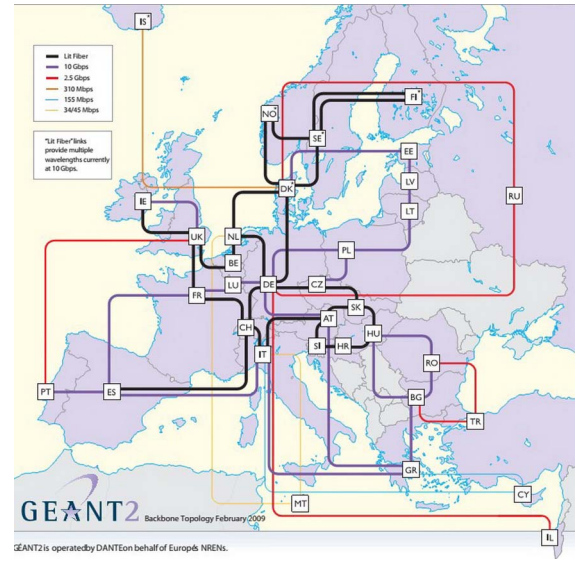 IS*
Lit Fiber
10 Gbps
2.5 Gbps
310 Mbps
155 Mbps
34/45 Mbps
"Lit Fiber" links
provide multiple
wavelengths currently
at 10 Gbps.
NO*
FI*
SE*
EE
LV
LT
RU
DK*
IE
UK
NL
BE
PL
LU
DE
CZ
FR
SK
CH
AT
HU
IT
SI
HR
RO
PT
ES
BG
TR
GR
CY
MT
IL
GEANT2 Backbone Topology February 2009
GÉANT2 is operated by DANTEon behalf of Europés NRENs.